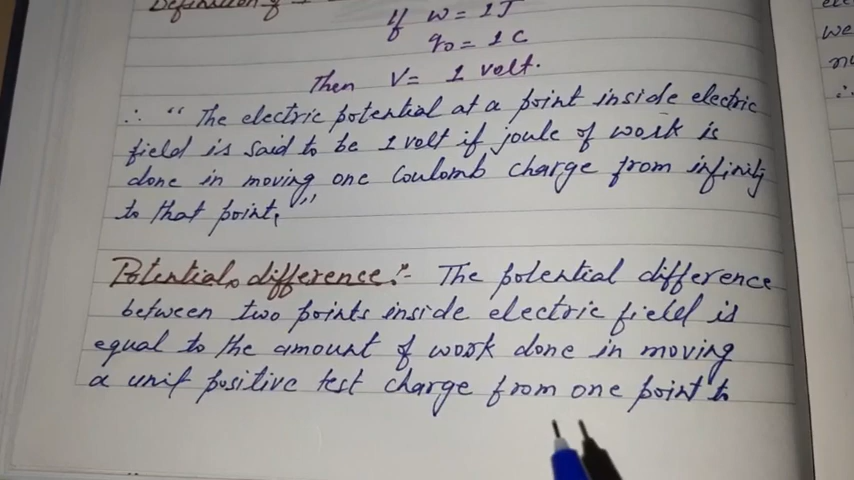 Definition of
If w = 1J
q₀ = 1 C
Then V = 1 volt.
∴ "The electric potential at a point inside electric
field is said to be 1 volt if joule of work is
done in moving one Coulomb charge from infinity
to that point,"
Potential difference:- The potential difference
between two points inside electric field is
equal to the amount of work done in moving
a unit positive test charge from one point to
we